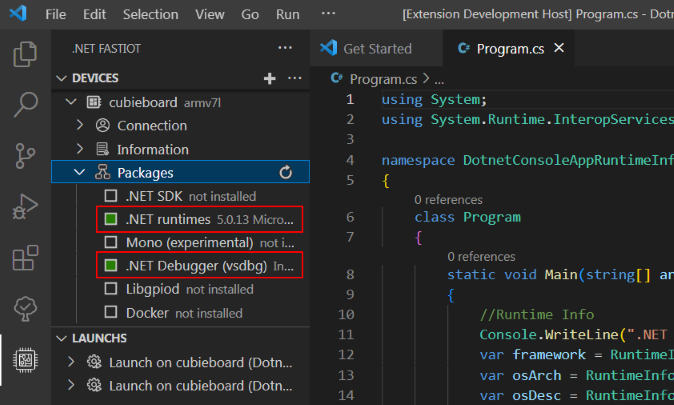 File Edit Selection View Go Run ··· [Extension Development Host] Program.cs - Dotn
.NET FASTIOT ···
Get Started
C# Program.cs ×
DEVICES + ···
C# Program.cs > ...
cubieboard armv7l
Connection
Information
Packages
.NET SDK not installed
.NET runtimes 5.0.13 Micro...
Mono (experimental) not i...
.NET Debugger (vsdbg) In...
Libgpiod not installed
Docker not installed
LAUNCHS
Launch on cubieboard (Dotn...
Launch on cubieboard (Dotn...
1 using System;
2 using System.Runtime.InteropServices
3
4 namespace DotnetConsoleAppRuntimeInf
5 {
0 references
6 class Program
7 {
0 references
8 static void Main(string[] ar
9 {
10 //Runtime Info
11 Console.WriteLine(".NET
12 var framework = RuntimeI
13 var osArch = RuntimeInfo
14 var osDesc = RuntimeInfo